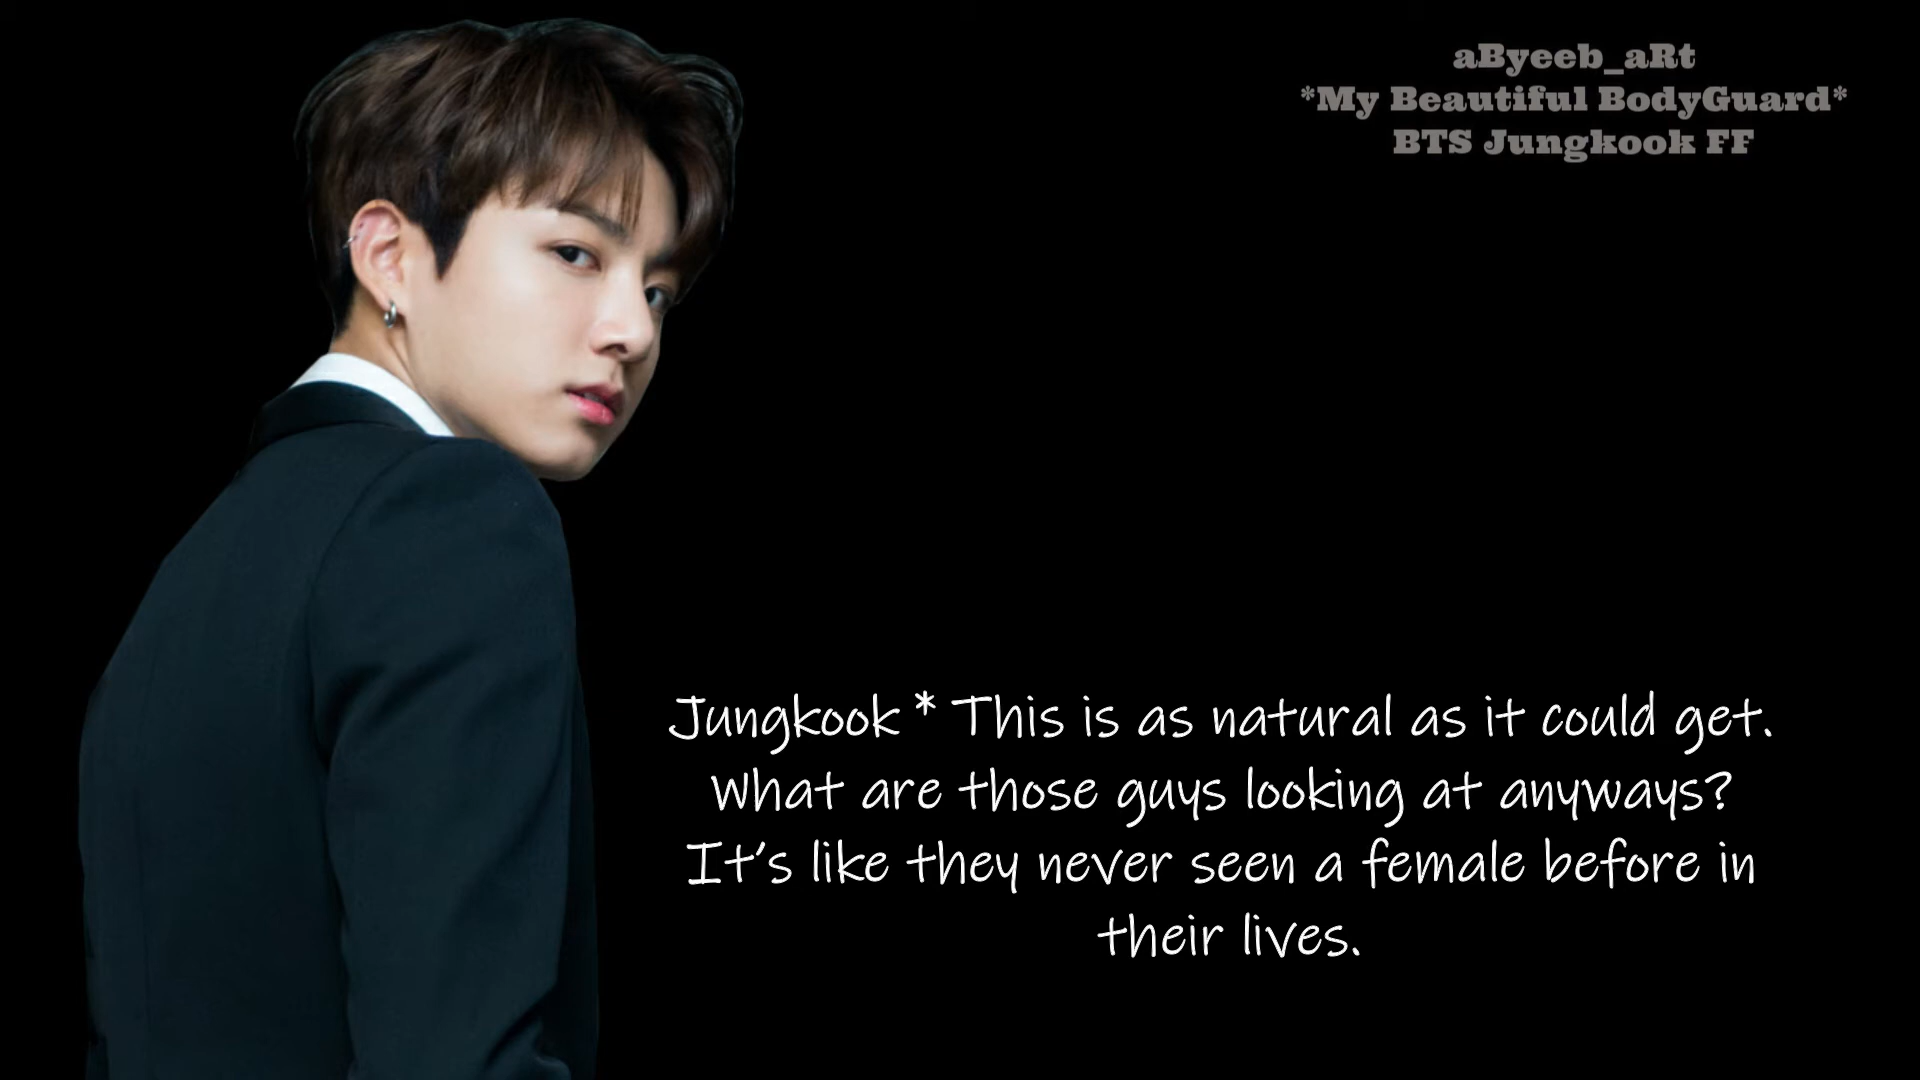 aByeeb_aRt
*My Beautiful BodyGuard*
BTS Jungkook FF
Jungkook * This is as natural as it could get.
What are those guys looking at anyways?
It's like they never seen a female before in
their lives.